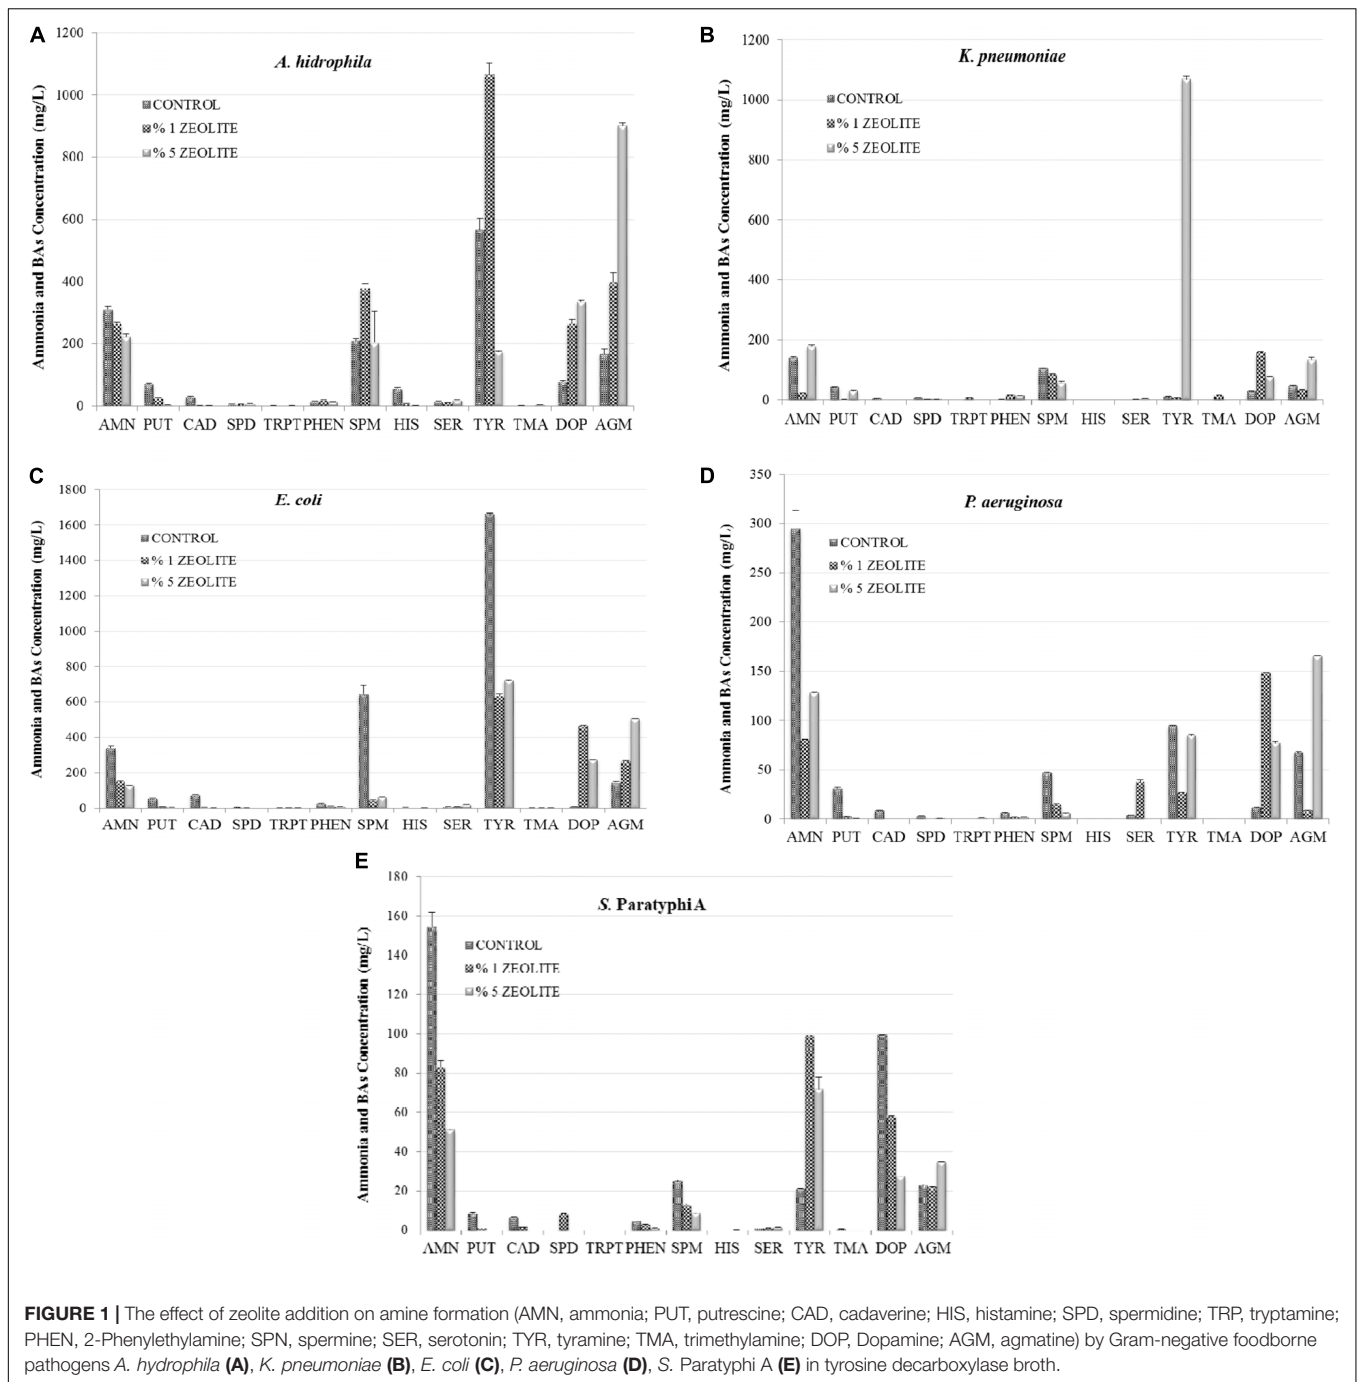 A
A. hidrophila
Ammonia and BAs Concentration (mg/L)
1200
1000
800
600
400
200
0
CONTROL
% 1 ZEOLITE
% 5 ZEOLITE
AMN PUT CAD SPD TRPT PHEN SPM HIS SER TYR TMA DOP AGM
B
K. pneumoniae
Ammonia and BAs Concentration (mg/L)
1200
1000
800
600
400
200
0
CONTROL
% 1 ZEOLITE
% 5 ZEOLITE
AMN PUT CAD SPD TRPT PHEN SPM HIS SER TYR TMA DOP AGM
C
E. coli
Ammonia and BAs Concentration (mg/L)
1800
1600
1400
1200
1000
800
600
400
200
0
CONTROL
% 1 ZEOLITE
% 5 ZEOLITE
AMN PUT CAD SPD TRPT PHEN SPM HIS SER TYR TMA DOP AGM
D
P. aeruginosa
Ammonia and BAs Concentration (mg/L)
350
300
250
200
150
100
50
0
CONTROL
% 1 ZEOLITE
% 5 ZEOLITE
AMN PUT CAD SPD TRPT PHEN SPM HIS SER TYR TMA DOP AGM
E
S. Paratyphi A
Ammonia and BAs Concentration (mg/L)
180
160
140
120
100
80
60
40
20
0
CONTROL
% 1 ZEOLITE
% 5 ZEOLITE
AMN PUT CAD SPD TRPT PHEN SPM HIS SER TYR TMA DOP AGM
FIGURE 1 | The effect of zeolite addition on amine formation (AMN, ammonia; PUT, putrescine; CAD, cadaverine; HIS, histamine; SPD, spermidine; TRP, tryptamine;
PHEN, 2-Phenylethylamine; SPN, spermine; SER, serotonin; TYR, tyramine; TMA, trimethylamine; DOP, Dopamine; AGM, agmatine) by Gram-negative foodborne
pathogens A. hydrophila (A), K. pneumoniae (B), E. coli (C), P. aeruginosa (D), S. Paratyphi A (E) in tyrosine decarboxylase broth.